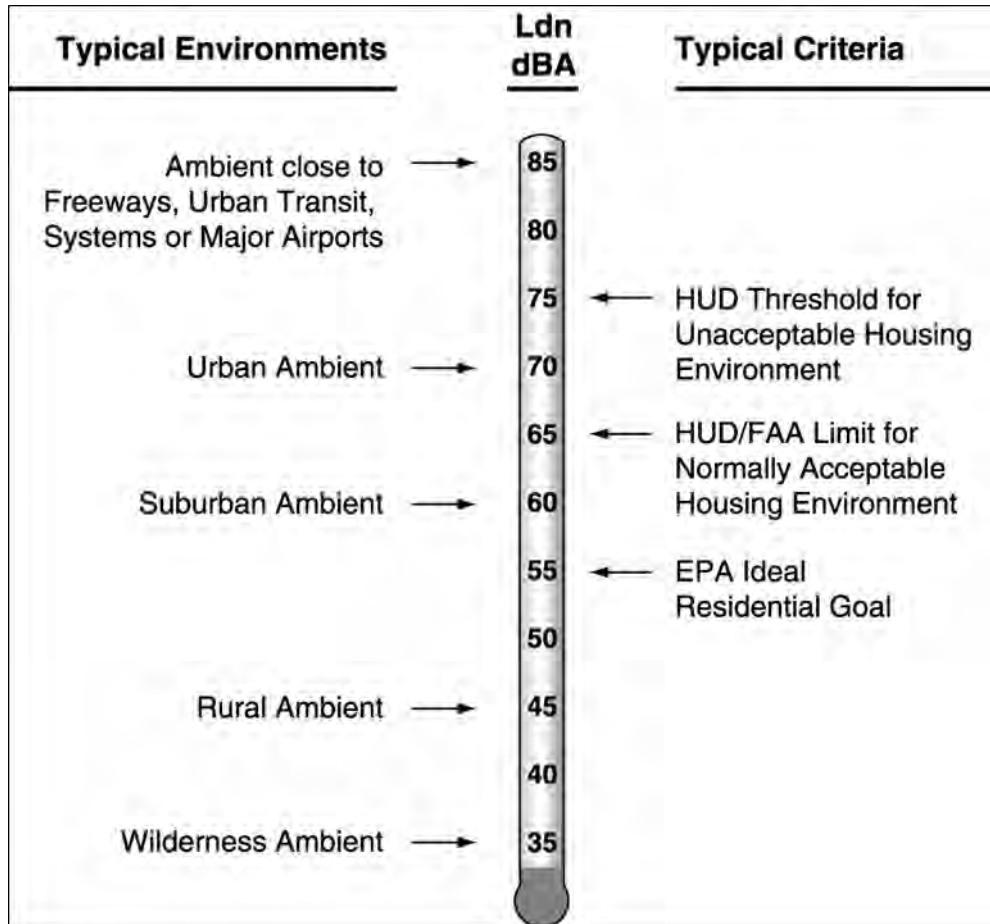 Typical Environments
Ldn
dBA
Typical Criteria
Ambient close to
Freeways, Urban Transit,
Systems or Major Airports
85
80
75
HUD Threshold for
Unacceptable Housing
Environment
Urban Ambient
70
65
HUD/FAA Limit for
Normally Acceptable
Housing Environment
Suburban Ambient
60
55
EPA Ideal
Residential Goal
50
Rural Ambient
45
40
Wilderness Ambient
35